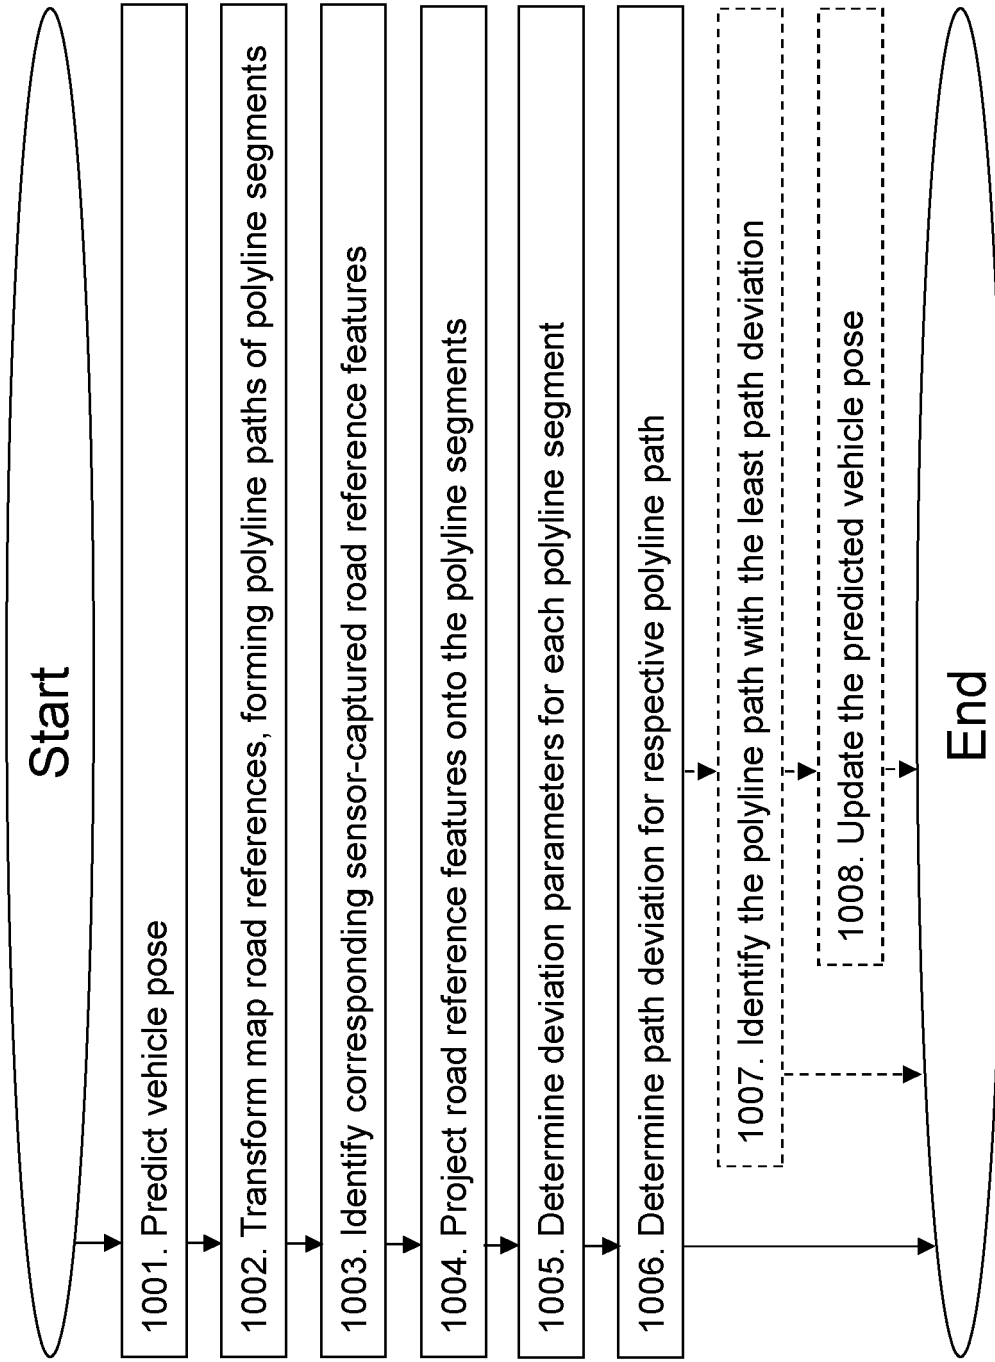 Start
1001. Predict vehicle pose
1002. Transform map road references, forming polyline paths of polyline segments
1003. Identify corresponding sensor-captured road reference features
1004. Project road reference features onto the polyline segments
1005. Determine deviation parameters for each polyline segment
1006. Determine path deviation for respective polyline path
1007. Identify the polyline path with the least path deviation
1008. Update the predicted vehicle pose
End